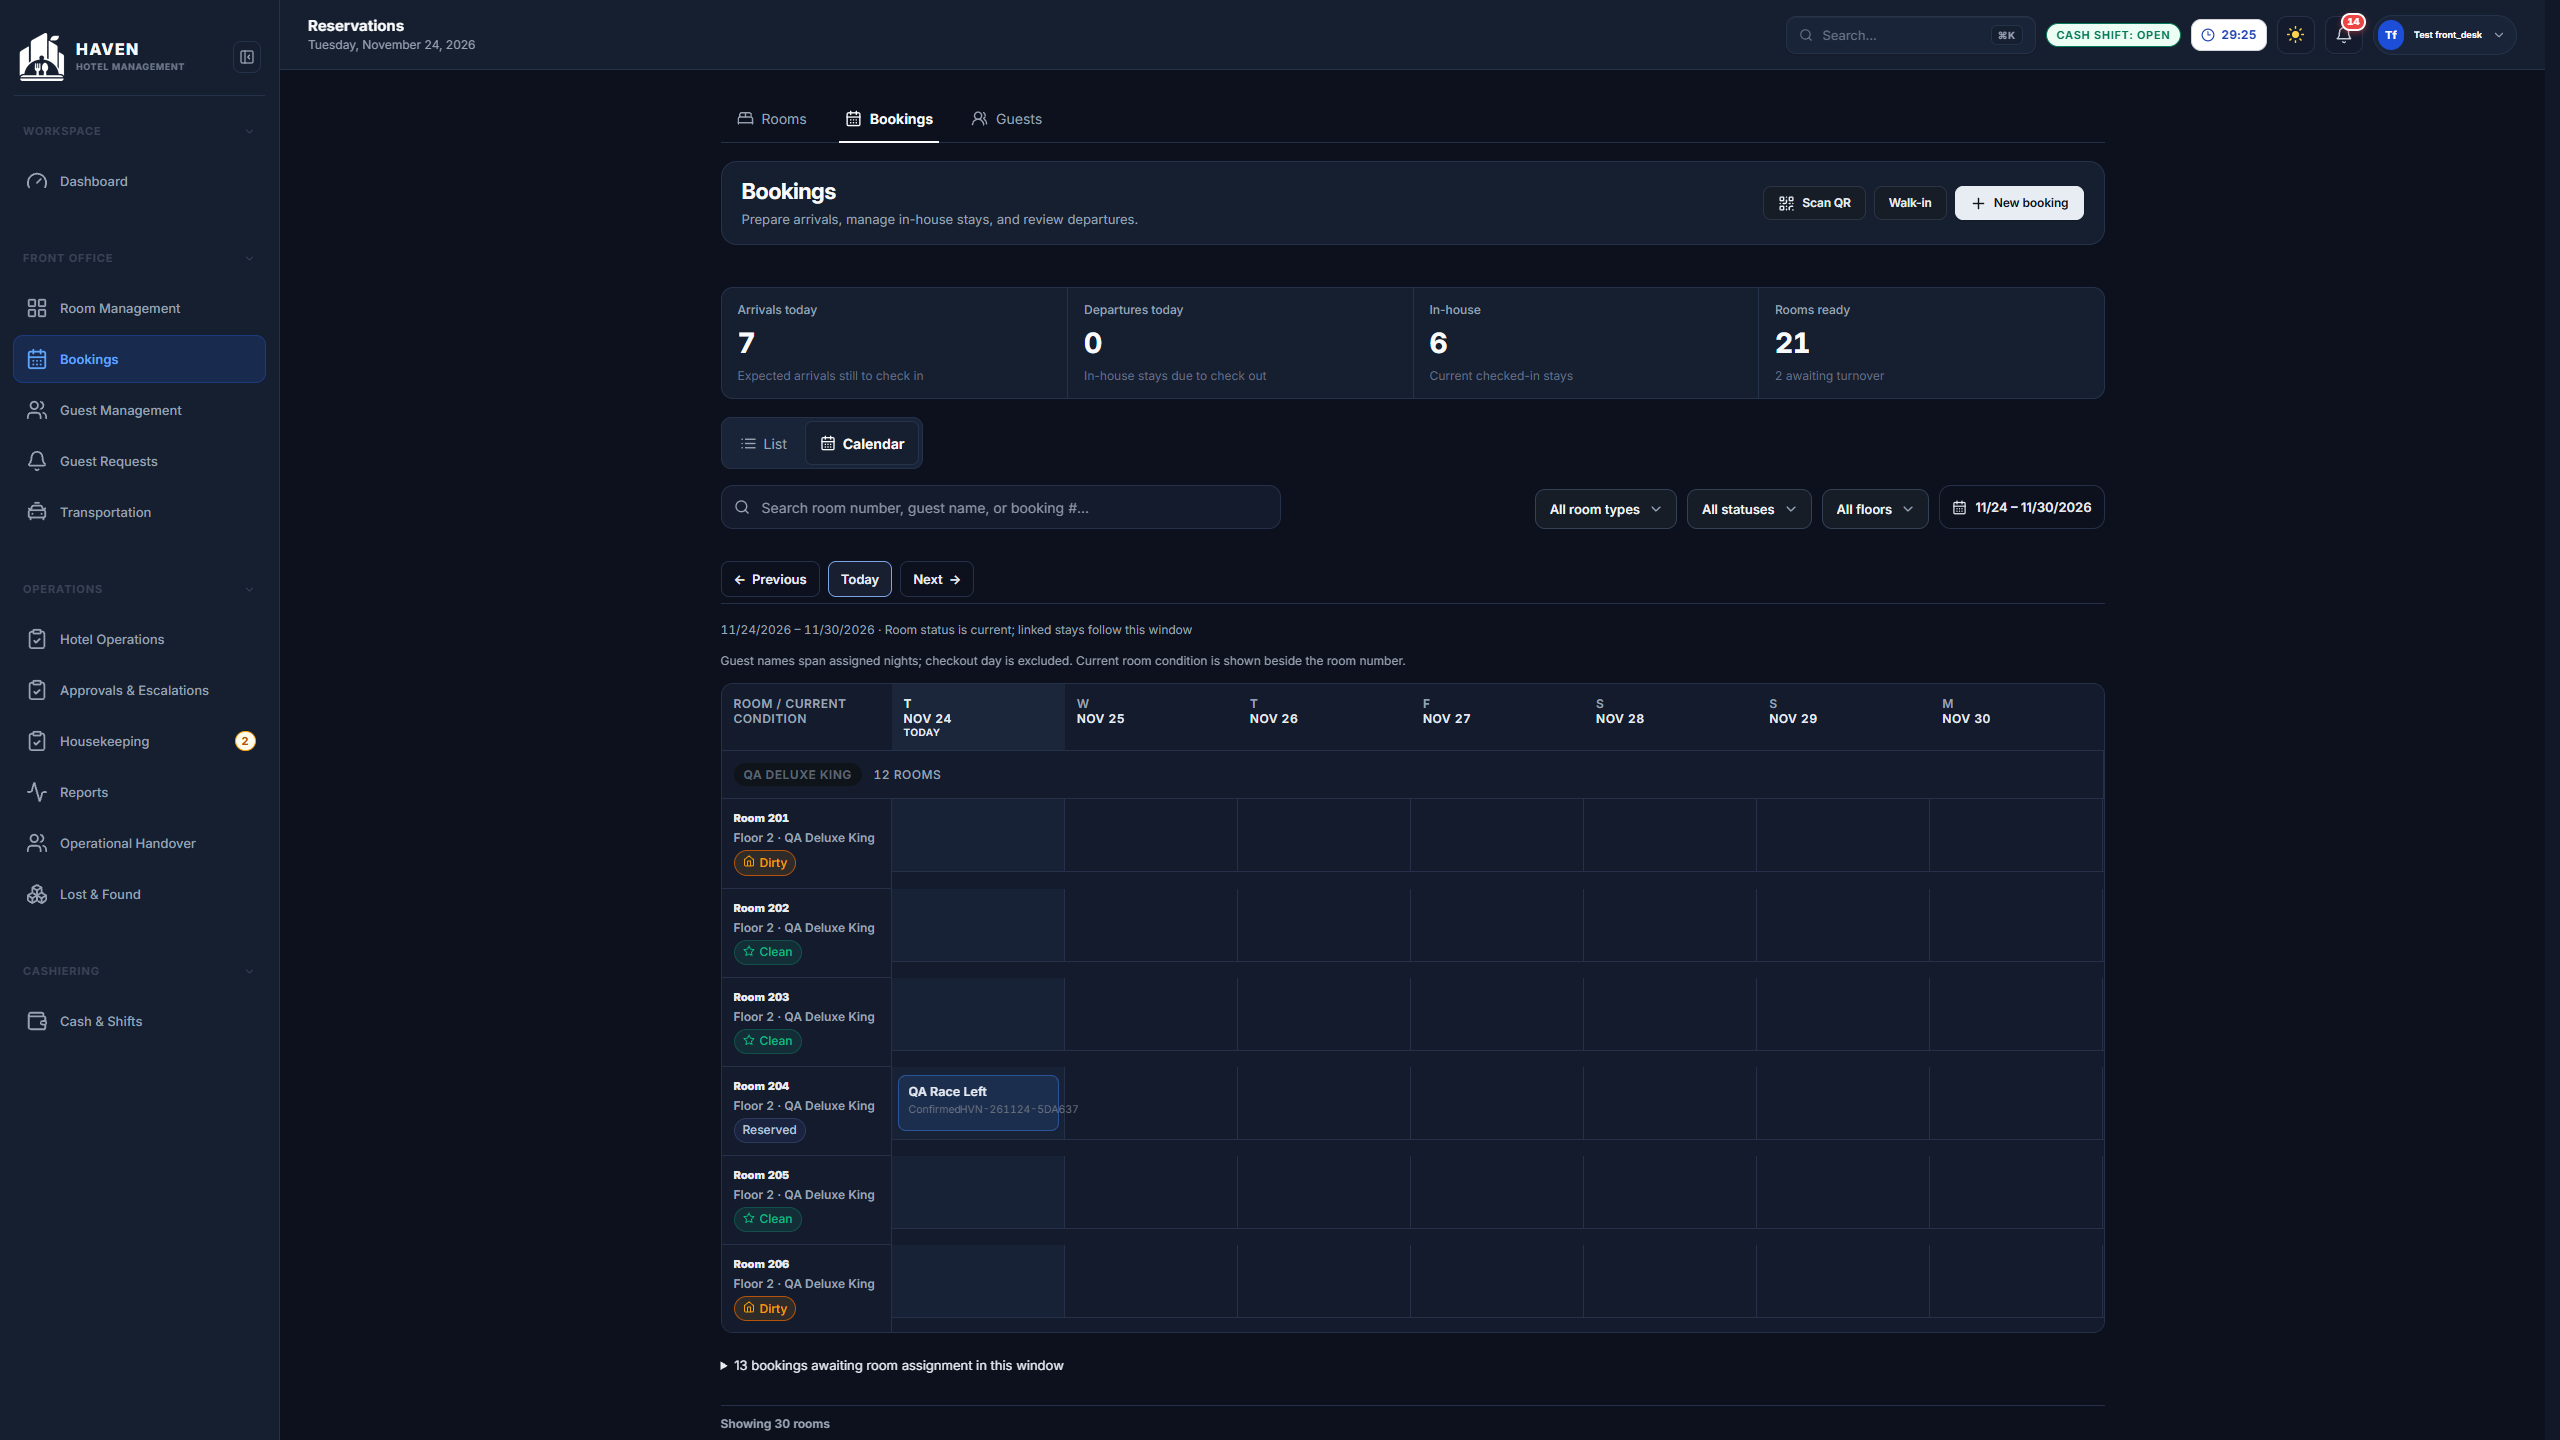 HAVEN
HOTEL MANAGEMENT
WORKSPACE
Dashboard
FRONT OFFICE
Room Management
Bookings
Guest Management
Guest Requests
Transportation
OPERATIONS
Hotel Operations
Approvals & Escalations
Housekeeping 2
Reports
Operational Handover
Lost & Found
CASHIERING
Cash & Shifts
Reservations
Tuesday, November 24, 2026
Search... ⌘K
CASH SHIFT: OPEN
29:25
14
Tf Test front_desk
Rooms Bookings Guests
Bookings
Prepare arrivals, manage in-house stays, and review departures.
Scan QR Walk-in New booking
Arrivals today
7
Expected arrivals still to check in
Departures today
0
In-house stays due to check out
In-house
6
Current checked-in stays
Rooms ready
21
2 awaiting turnover
List Calendar
Search room number, guest name, or booking #...
All room types All statuses All floors 11/24 – 11/30/2026
← Previous Today Next →
11/24/2026 – 11/30/2026 · Room status is current; linked stays follow this window
Guest names span assigned nights; checkout day is excluded. Current room condition is shown beside the room number.
ROOM / CURRENT
CONDITION
T
NOV 24
TODAY
W
NOV 25
T
NOV 26
F
NOV 27
S
NOV 28
S
NOV 29
M
NOV 30
QA DELUXE KING 12 ROOMS
Room 201
Floor 2 · QA Deluxe King
Dirty
Room 202
Floor 2 · QA Deluxe King
Clean
Room 203
Floor 2 · QA Deluxe King
Clean
Room 204
Floor 2 · QA Deluxe King
Reserved
QA Race Left
ConfirmedHVN-261124-5DA637
Room 205
Floor 2 · QA Deluxe King
Clean
Room 206
Floor 2 · QA Deluxe King
Dirty
13 bookings awaiting room assignment in this window
Showing 30 rooms